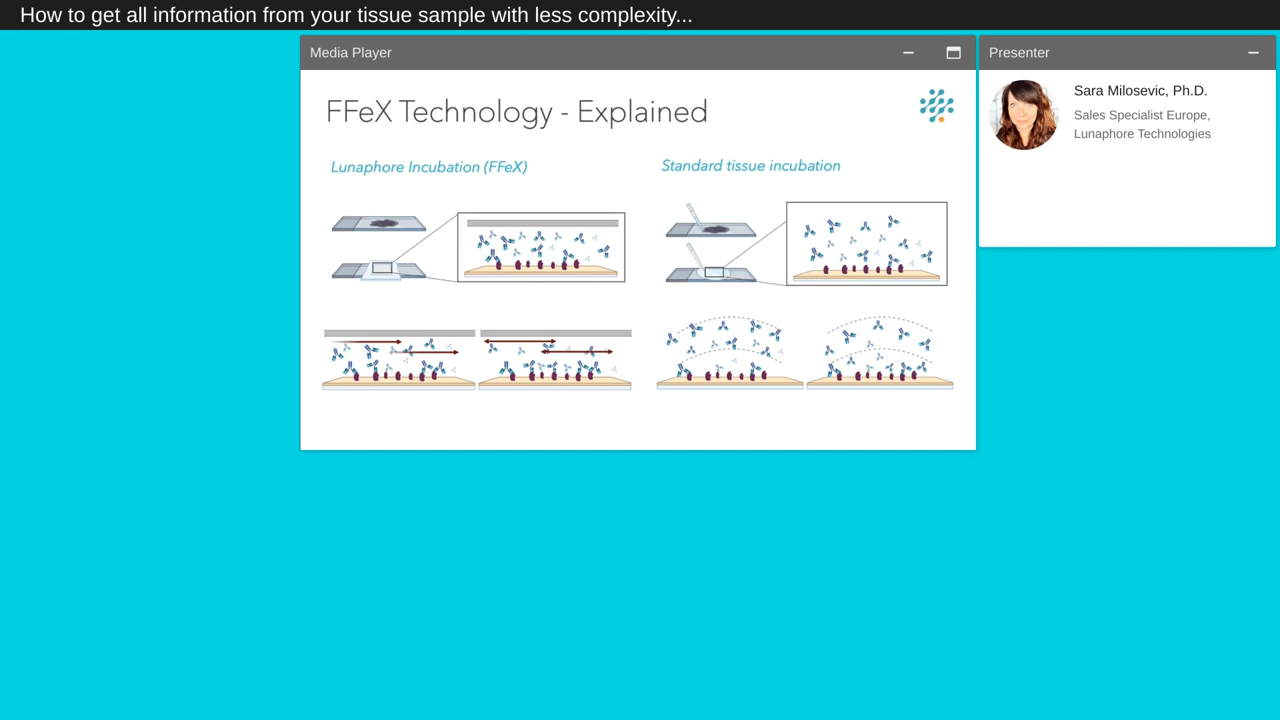 How to get all information from your tissue sample with less complexity...
Media Player
Presenter
FFeX Technology - Explained
Lunaphore Incubation (FFeX)
Standard tissue incubation
Sara Milosevic, Ph.D.
Sales Specialist Europe,
Lunaphore Technologies